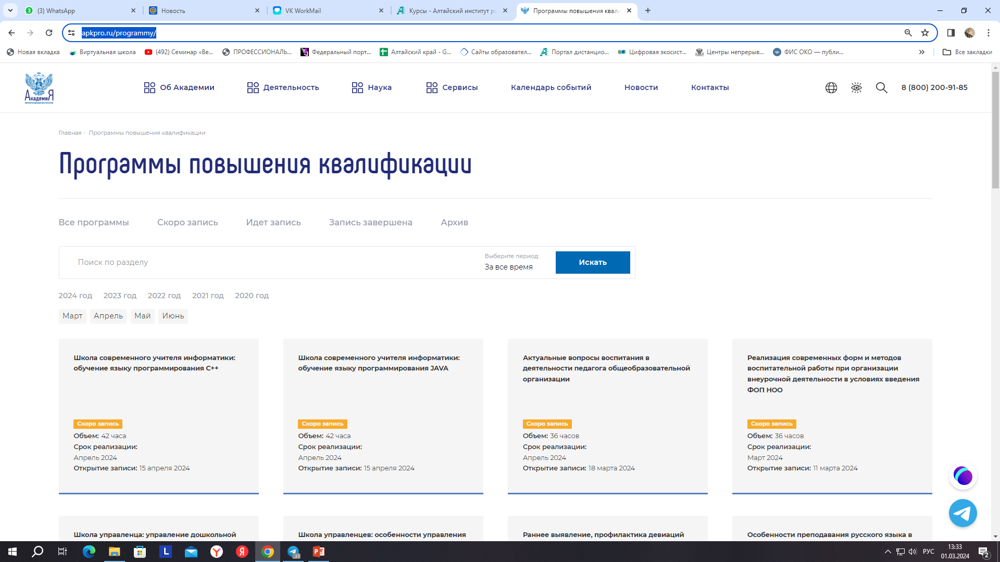 (3) WhatsApp
Новость
VK WorkMail
Курсы - Алтайский институт ра
Программы повышения квали
apkpro.ru/programmy/
Новая вкладка
Виртуальная школа
(492) Семинар «Ве...
ПРОФЕССИОНАЛЬ...
Федеральный порт...
Алтайский край - G...
Сайты образовател...
Портал дистанцио...
Цифровая экосист...
Центры непрерыв...
ФИС ОКО — публи...
Все закладки
АкадемиЯ
МИНПРОСВЕЩЕНИЯ РОССИИ
Об Академии
Деятельность
Наука
Сервисы
Календарь событий
Новости
Контакты
8 (800) 200-91-85
Главная · Программы повышения квалификации
Программы повышения квалификации
Все программы
Скоро запись
Идет запись
Запись завершена
Архив
Поиск по разделу
Выберите период:
За все время
Искать
2024 год
2023 год
2022 год
2021 год
2020 год
Март
Апрель
Май
Июнь
Школа современного учителя информатики:
обучение языку программирования C++
Скоро запись
Объем: 42 часа
Срок реализации:
Апрель 2024
Открытие записи: 15 апреля 2024
Школа современного учителя информатики:
обучение языку программирования JAVA
Скоро запись
Объем: 42 часа
Срок реализации:
Апрель 2024
Открытие записи: 15 апреля 2024
Актуальные вопросы воспитания в
деятельности педагога общеобразовательной
организации
Скоро запись
Объем: 36 часов
Срок реализации:
Апрель 2024
Открытие записи: 18 марта 2024
Реализация современных форм и методов
воспитательной работы при организации
внеурочной деятельности в условиях введения
ФОП НОО
Скоро запись
Объем: 36 часов
Срок реализации:
Март 2024
Открытие записи: 11 марта 2024
Школа управленца: управление дошкольной
Школа управленцев: особенности управления
Раннее выявление, профилактика девиаций
Особенности преподавания русского языка в
РУС
13:33
01.03.2024
2